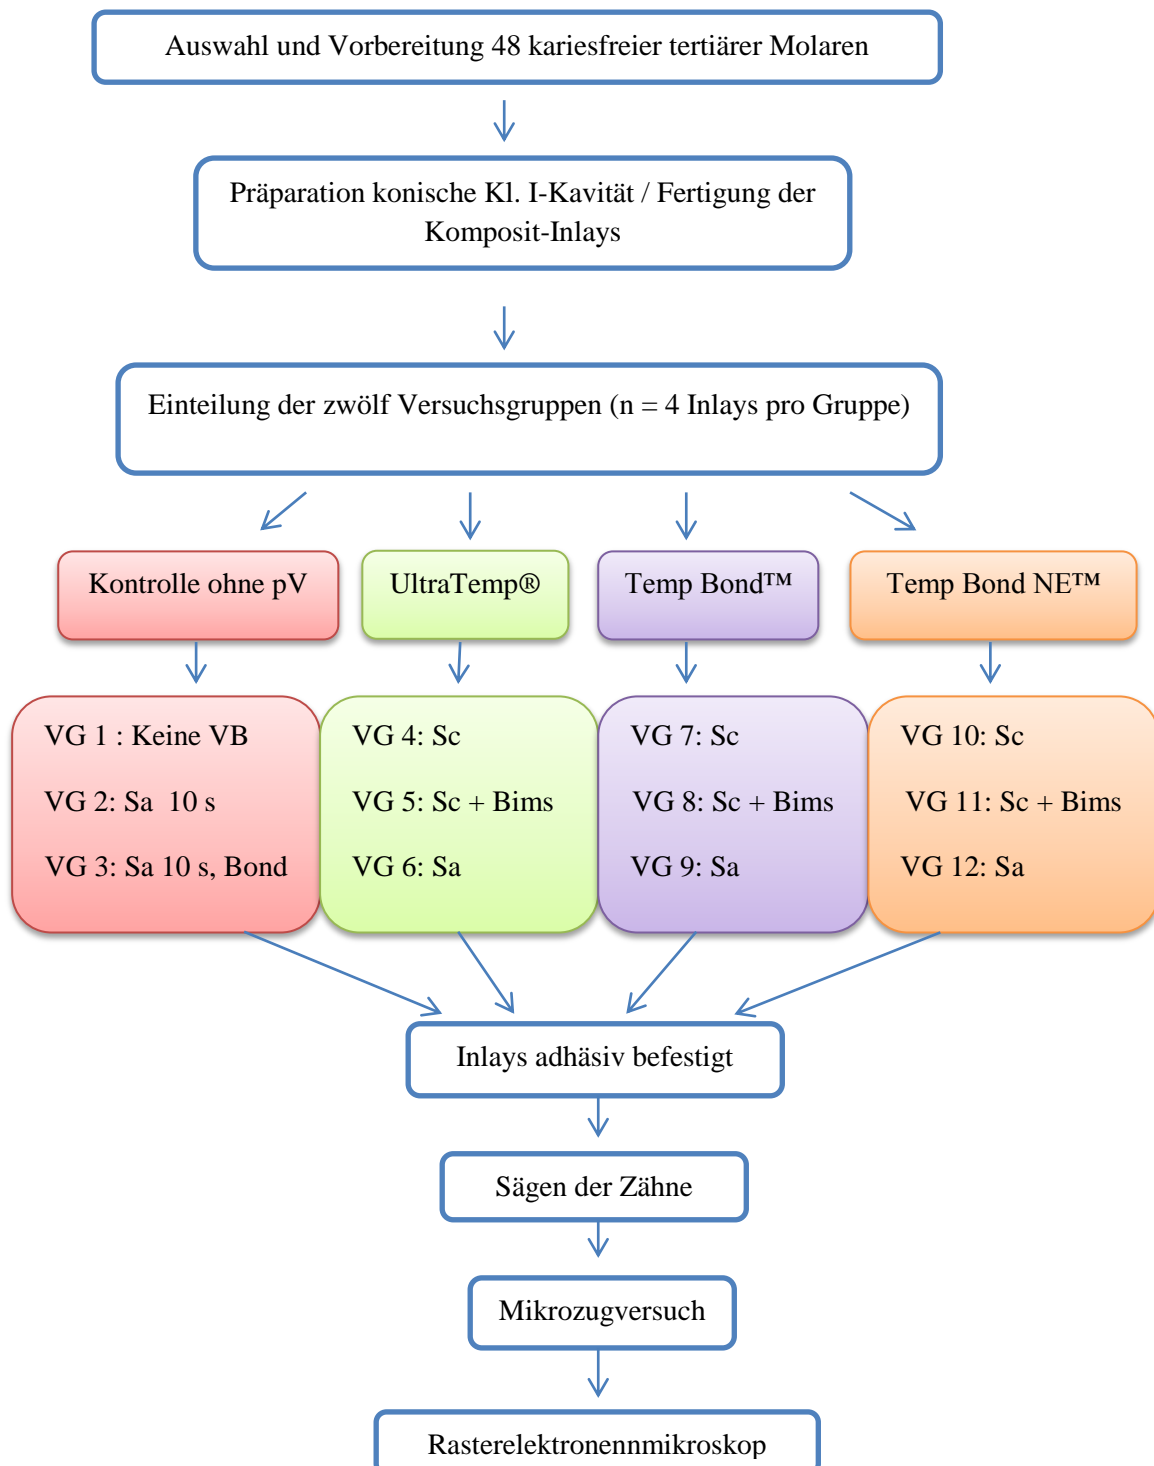 Auswahl und Vorbereitung 48 kariesfreier tertiärer Molaren
Präparation konische Kl. I-Kavität / Fertigung der
Komposit-Inlays
Einteilung der zwölf Versuchsgruppen (n = 4 Inlays pro Gruppe)
Kontrolle ohne pV
UltraTemp®
Temp Bond™
Temp Bond NE™
VG 1 : Keine VB
VG 2: Sa 10 s
VG 3: Sa 10 s, Bond
VG 4: Sc
VG 5: Sc + Bims
VG 6: Sa
VG 7: Sc
VG 8: Sc + Bims
VG 9: Sa
VG 10: Sc
VG 11: Sc + Bims
VG 12: Sa
Inlays adhäsiv befestigt
Sägen der Zähne
Mikrozugversuch
Rasterelektronennmikroskop